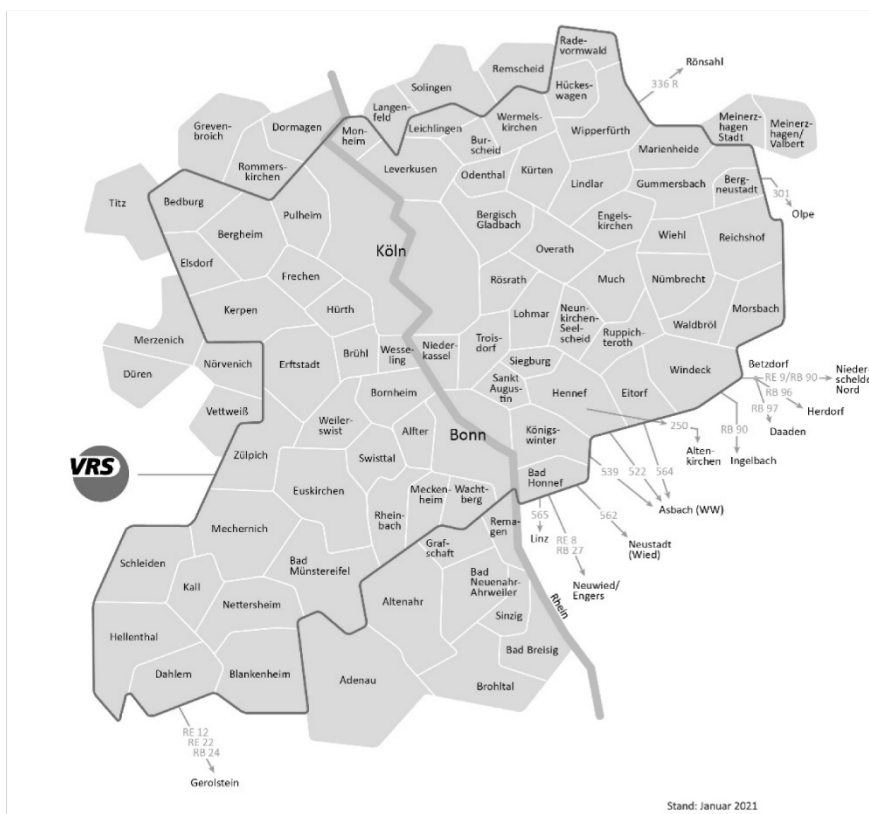 Rade-
vormwald
Rönsahl
336 R
Remscheid
Solingen
Hückes-
wagen
Langen-
feld
Wermels-
kirchen
Meinerz-
hagen
Stadt
Meinerz-
hagen/
Valbert
Greven-
broich
Dormagen
Mon-
heim
Leichlingen
Bur-
scheid
Wipperfürth
Marienheide
Rommers-
kirchen
Leverkusen
Odenthal
Kürten
Lindlar
Gummersbach
Berg-
neustadt
301
Olpe
Titz
Bedburg
Pulheim
Bergheim
Bergisch
Gladbach
Engels-
kirchen
Wiehl
Reichshof
Köln
Overath
Elsdorf
Frechen
Rösrath
Much
Nümbrecht
Kerpen
Hürth
Lohmar
Neun-
kirchen-
Seel-
scheid
Morsbach
Merzenich
Ruppich-
teroth
Waldbröl
Nörvenich
Erftstadt
Brühl
Wesse-
ling
Nieder-
kassel
Trois-
dorf
Siegburg
Düren
Windeck
Betzdorf
RE 9/RB 90
Nieder-
schelden
Nord
RB 96
Herdorf
RB 97
Daaden
Vettweiß
Bornheim
Sankt
Augus-
tin
Hennef
Eitorf
Weiler-
swist
Alfter
Bonn
Königs-
winter
250
Alten-
kirchen
RB 90
Ingelbach
Zülpich
Swisttal
VRS
Bad
Honnef
539
522
564
Asbach (WW)
Euskirchen
Mecken-
heim
Wacht-
berg
Rhein-
bach
565
Linz
562
Neustadt
(Wied)
Mechernich
Rema-
gen
RE 8
RB 27
Neuwied/
Engers
Graf-
schaft
Schleiden
Bad
Münstereifel
Kall
Bad
Neuenahr-
Ahrweiler
Altenahr
Nettersheim
Rhein
Sinzig
Hellenthal
Bad Breisig
Dahlem
Blankenheim
Adenau
Brohltal
RE 12
RE 22
RB 24
Gerolstein
Stand: Januar 2021